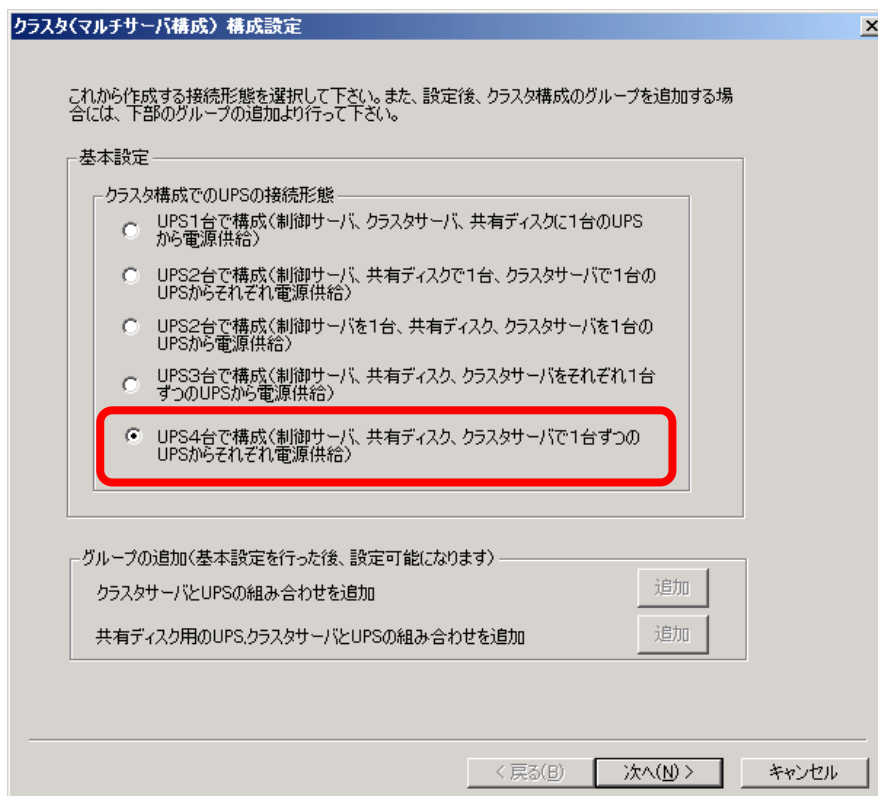 クラスタ(マルチサーバ構成) 構成設定
これから作成する接続形態を選択して下さい。また、設定後、クラスタ構成のグループを追加する場
合には、下部のグループの追加より行って下さい。
基本設定
クラスタ構成でのUPSの接続形態
UPS1台で構成(制御サーバ、クラスタサーバ、共有ディスクに1台のUPS
から電源供給)
UPS2台で構成(制御サーバ、共有ディスクで1台、クラスタサーバで1台の
UPSからそれぞれ電源供給)
UPS2台で構成(制御サーバを1台、共有ディスク、クラスタサーバを1台の
UPSから電源供給)
UPS3台で構成(制御サーバ、共有ディスク、クラスタサーバをそれぞれ1台
ずつのUPSから電源供給)
UPS4台で構成(制御サーバ、共有ディスク、クラスタサーバで1台ずつの
UPSからそれぞれ電源供給)
グループの追加(基本設定を行った後、設定可能になります)
クラスタサーバとUPSの組み合わせを追加
追加
共有ディスク用のUPS,クラスタサーバとUPSの組み合わせを追加
追加
< 戻る(B)
次へ(N) >
キャンセル